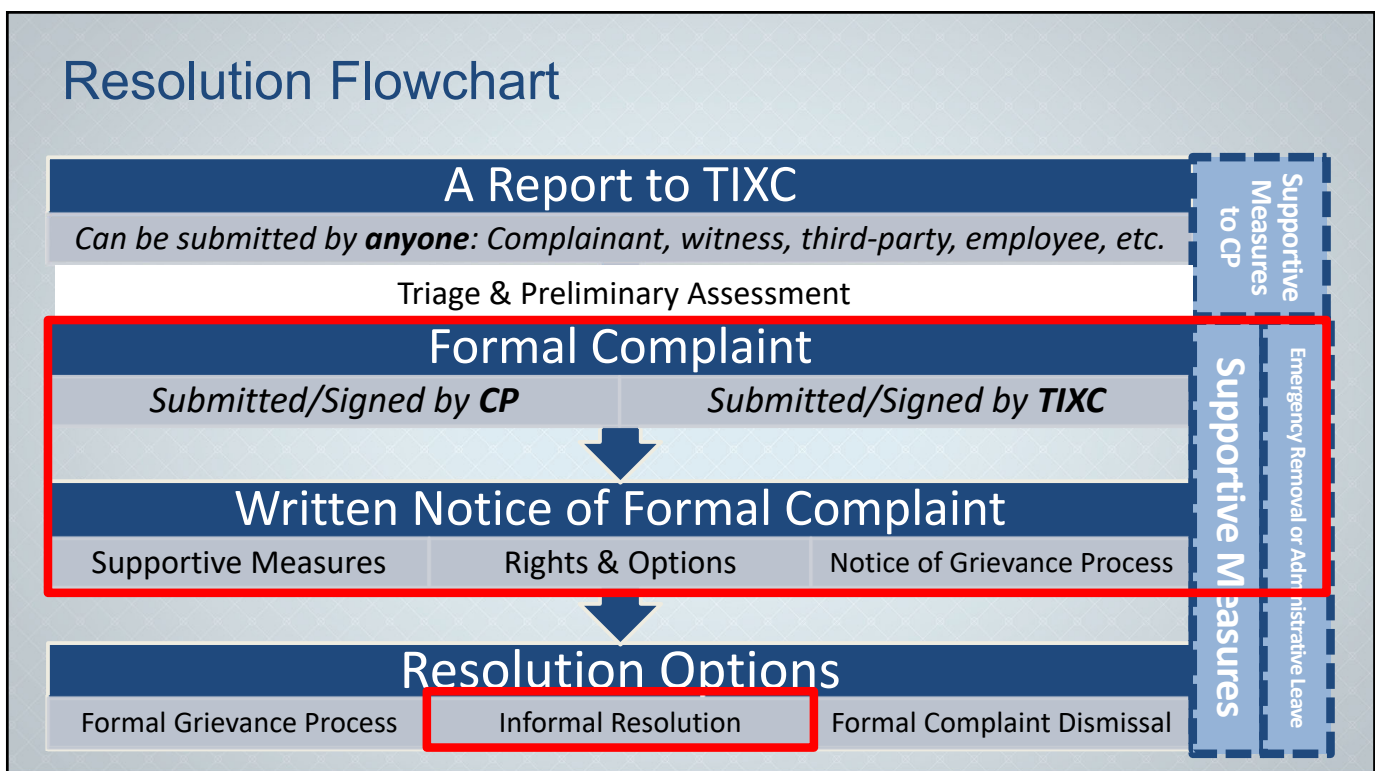 Resolution Flowchart
A Report to TIXC
Can be submitted by anyone: Complainant, witness, third-party, employee, etc.
Triage & Preliminary Assessment
Supportive
Measures
to CP
Formal Complaint
Submitted/Signed by CP
Submitted/Signed by TIXC
Written Notice of Formal Complaint
Supportive Measures
Rights & Options
Notice of Grievance Process
Resolution Options
Formal Grievance Process
Informal Resolution
Formal Complaint Dismissal
Supportive Measures
Emergency Removal or Administrative Leave